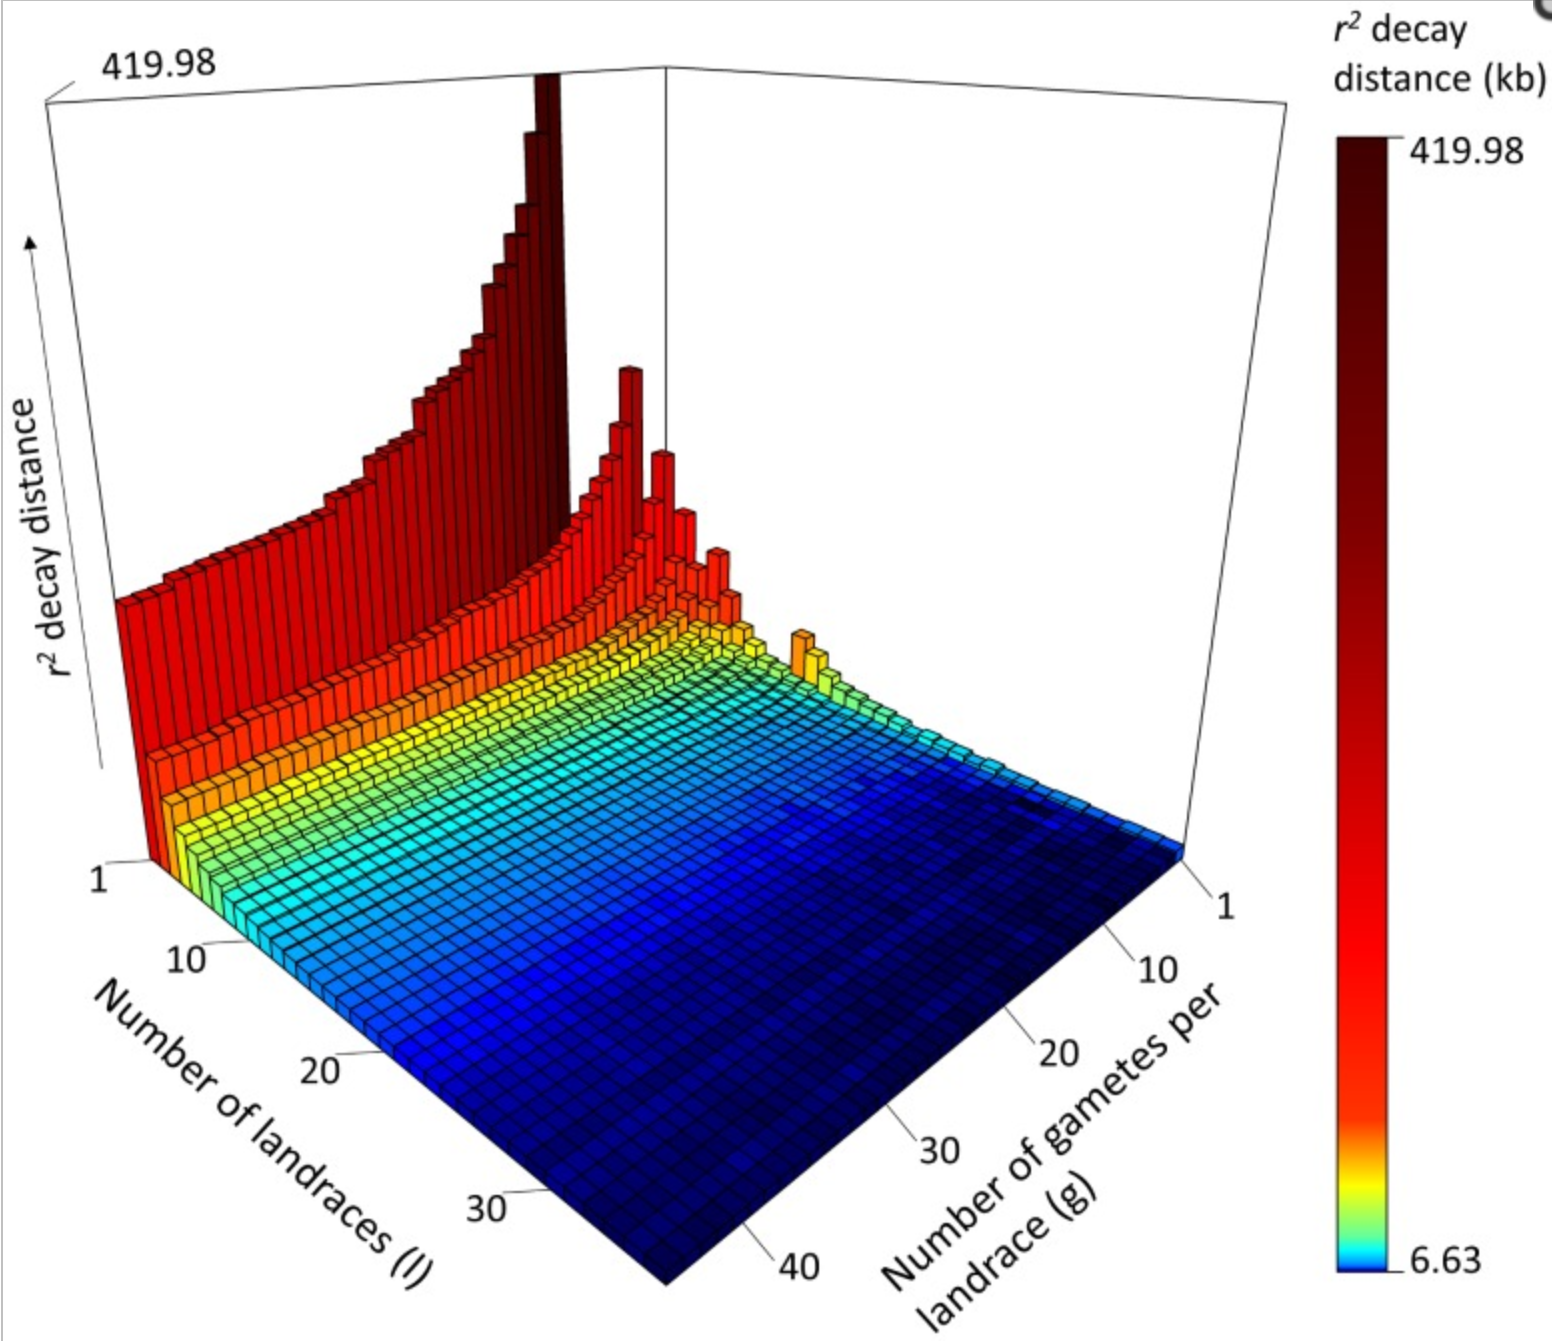 419.98
r² decay
distance (kb)
419.98
6.63
r² decay distance
1
10
20
30
Number of landraces (l)
1
10
20
30
40
Number of gametes per
landrace (g)